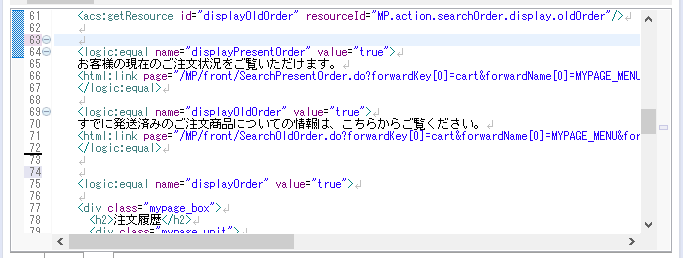 61 <acs:getResource id="displayOldOrder" resourceId="MP.action.searchOrder.display.oldOrder"/>
62
63
64 <logic:equal name="displayPresentOrder" value="true">
65 お客様の現在のご注文状況をご覧いただけます。
66 <html:link page="/MP/front/SearchPresentOrder.do?forwardKey[0]=cart&forwardName[0]=MYPAGE_MENU
67 </logic:equal>
68
69 <logic:equal name="displayOldOrder" value="true">
70 すでに発送済みのご注文商品についての情報は、こちらからご覧ください。
71 <html:link page="/MP/front/SearchOldOrder.do?forwardKey[0]=cart&forwardName[0]=MYPAGE_MENU&for
72 </logic:equal>
73
74
75 <logic:equal name="displayOrder" value="true">
76
77 <div class="mypage_box">
78 <h2>注文履歴</h2>
79 <div class="mypage_unit">